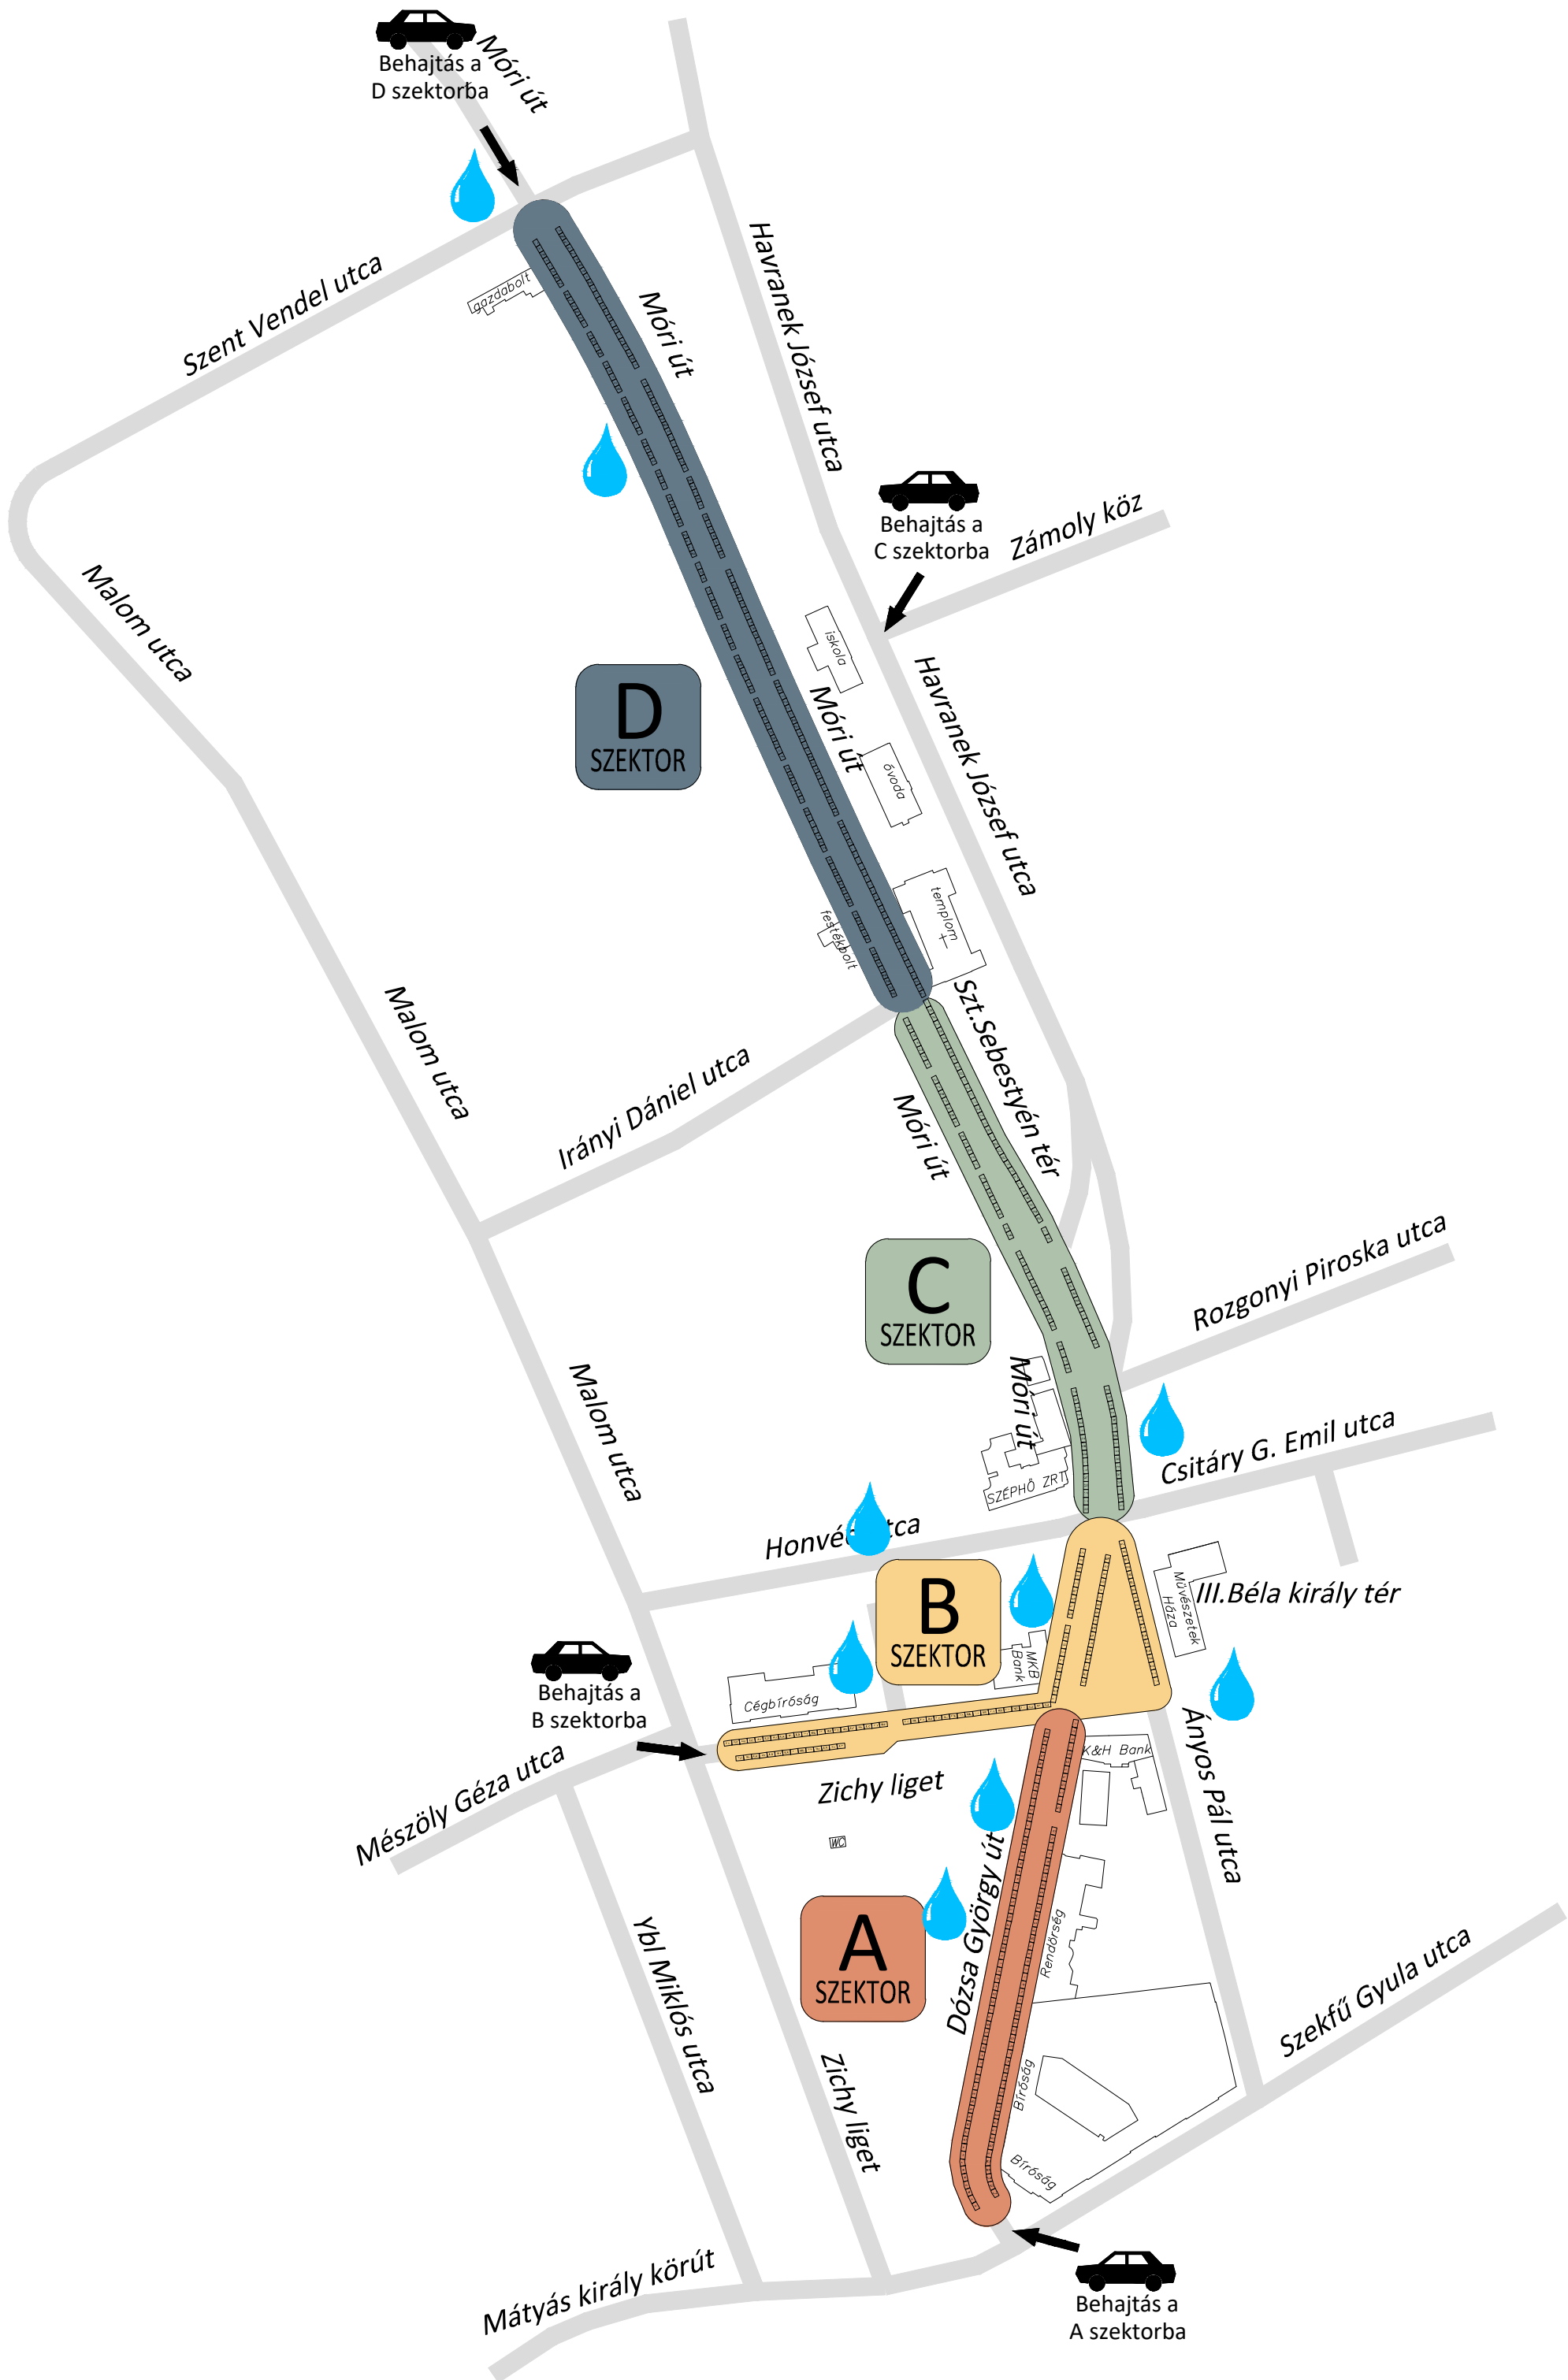 Móri út
Behajtás a
D szektorba
Havranek József utca
Szent Vendel utca
gazdabolt
Móri út
Behajtás a
C szektorba
Zámoly köz
Malom utca
iskola
Havranek József utca
D
SZEKTOR
Móri út
óvoda
templom
festékbolt
Malom utca
Szt.Sebestyén tér
Irányi Dániel utca
Móri út
Rozgonyi Piroska utca
C
SZEKTOR
Malom utca
Móri út
Csitáry G. Emil utca
SZÉPHŐ ZRT
Honvéd utca
B
SZEKTOR
Művészetek
Háza
III.Béla király tér
MKB
Bank
Behajtás a
B szektorba
Cégbíróság
Ányos Pál utca
K&H Bank
Mészöly Géza utca
Zichy liget
WC
Dózsa György út
A
SZEKTOR
Rendőrség
Ybl Miklós utca
Szekfű Gyula utca
Zichy liget
Bíróság
Bíróság
Mátyás király körút
Behajtás a
A szektorba